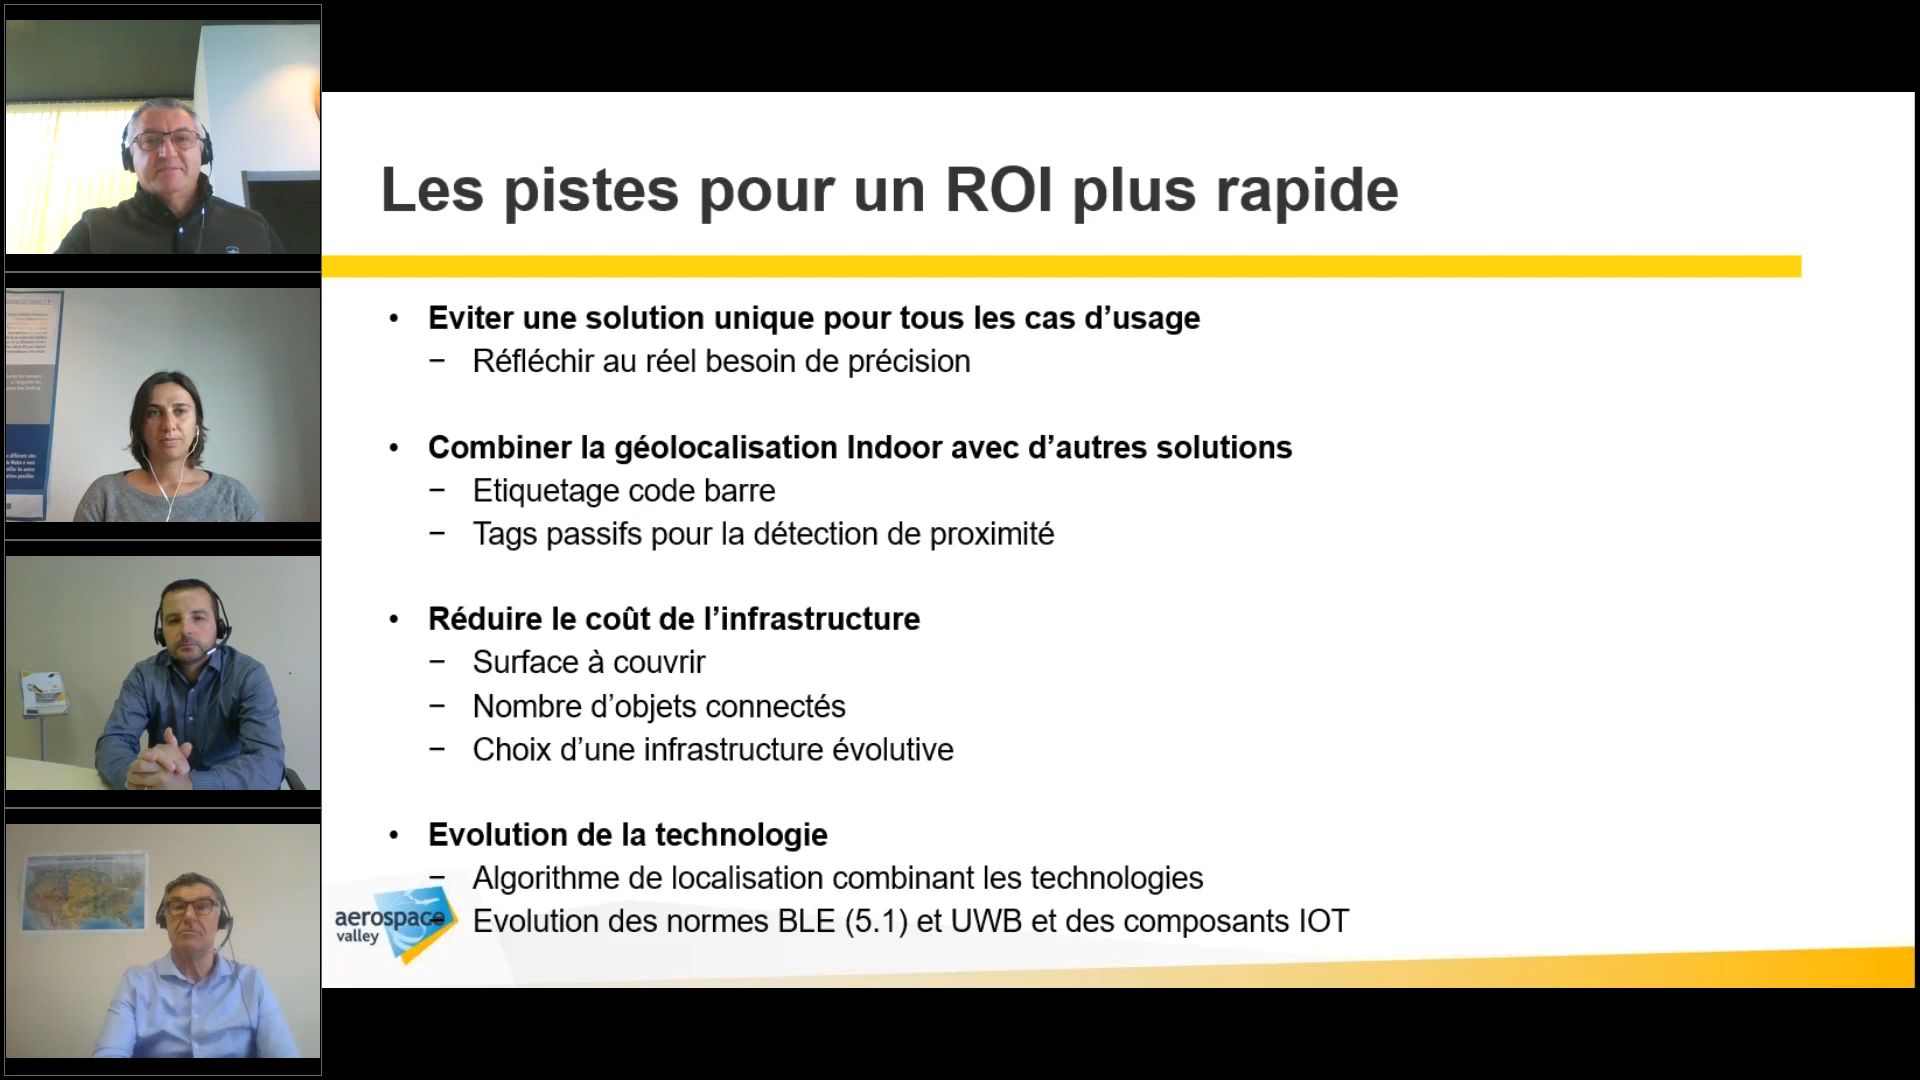 Les pistes pour un ROI plus rapide
• Eviter une solution unique pour tous les cas d’usage
− Réfléchir au réel besoin de précision
• Combiner la géolocalisation Indoor avec d’autres solutions
− Etiquetage code barre
− Tags passifs pour la détection de proximité
• Réduire le coût de l’infrastructure
− Surface à couvrir
− Nombre d’objets connectés
− Choix d’une infrastructure évolutive
• Evolution de la technologie
− Algorithme de localisation combinant les technologies
− Evolution des normes BLE (5.1) et UWB et des composants IOT
aerospace
valley